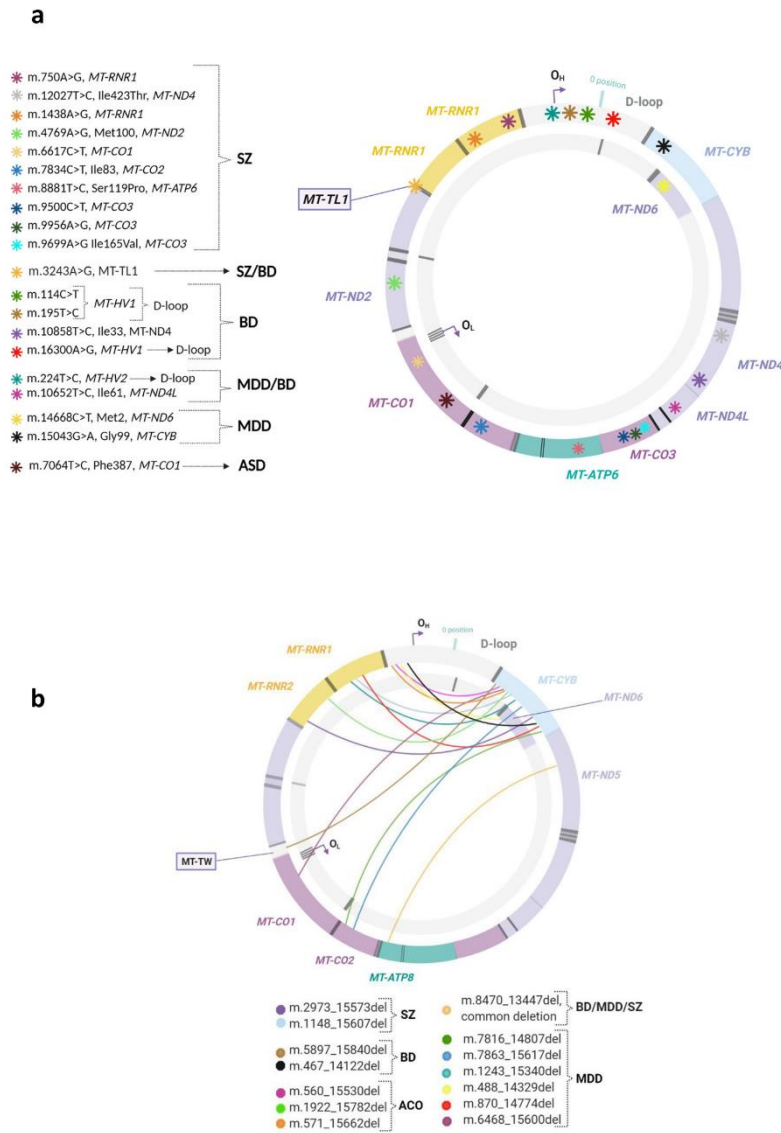 a
m.750A>G, MT-RNR1
m.12027T>C, Ile423Thr, MT-ND4
m.1438A>G, MT-RNR1
m.4769A>G, Met100, MT-ND2
m.6617C>T, MT-CO1
m.7834C>T, Ile83, MT-CO2
m.8881T>C, Ser119Pro, MT-ATP6
m.9500C>T, MT-CO3
m.9956A>G, MT-CO3
m.9699A>G Ile165Val, MT-CO3
SZ
m.3243A>G, MT-TL1
SZ/BD
m.114C>T
m.195T>C
MT-HV1
D-loop
m.10858T>C, Ile33, MT-ND4
m.16300A>G, MT-HV1
D-loop
BD
m.224T>C, MT-HV2
D-loop
m.10652T>C, Ile61, MT-ND4L
MDD/BD
m.14668C>T, Met2, MT-ND6
m.15043G>A, Gly99, MT-CYB
MDD
m.7064T>C, Phe387, MT-CO1
ASD
OH
0 position
D-loop
MT-RNR1
MT-RNR1
MT-CYB
MT-TL1
MT-ND6
MT-ND2
OL
MT-ND4
MT-CO1
MT-ND4L
MT-CO3
MT-ATP6
b
OH
0 position
D-loop
MT-RNR1
MT-RNR2
MT-CYB
MT-ND6
MT-ND5
OL
MT-TW
MT-CO1
MT-CO2
MT-ATP8
m.2973_15573del
m.1148_15607del
SZ
m.5897_15840del
m.467_14122del
BD
m.560_15530del
m.1922_15782del
m.571_15662del
ACO
m.8470_13447del,
common deletion
BD/MDD/SZ
m.7816_14807del
m.7863_15617del
m.1243_15340del
m.488_14329del
m.870_14774del
m.6468_15600del
MDD